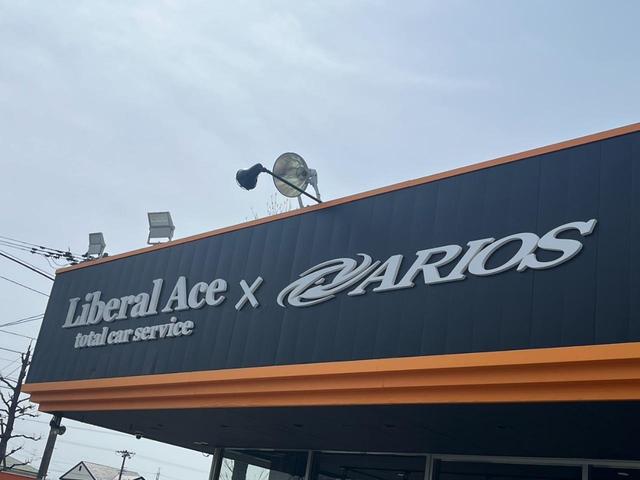 Liberal Ace × VARIOS
total car service